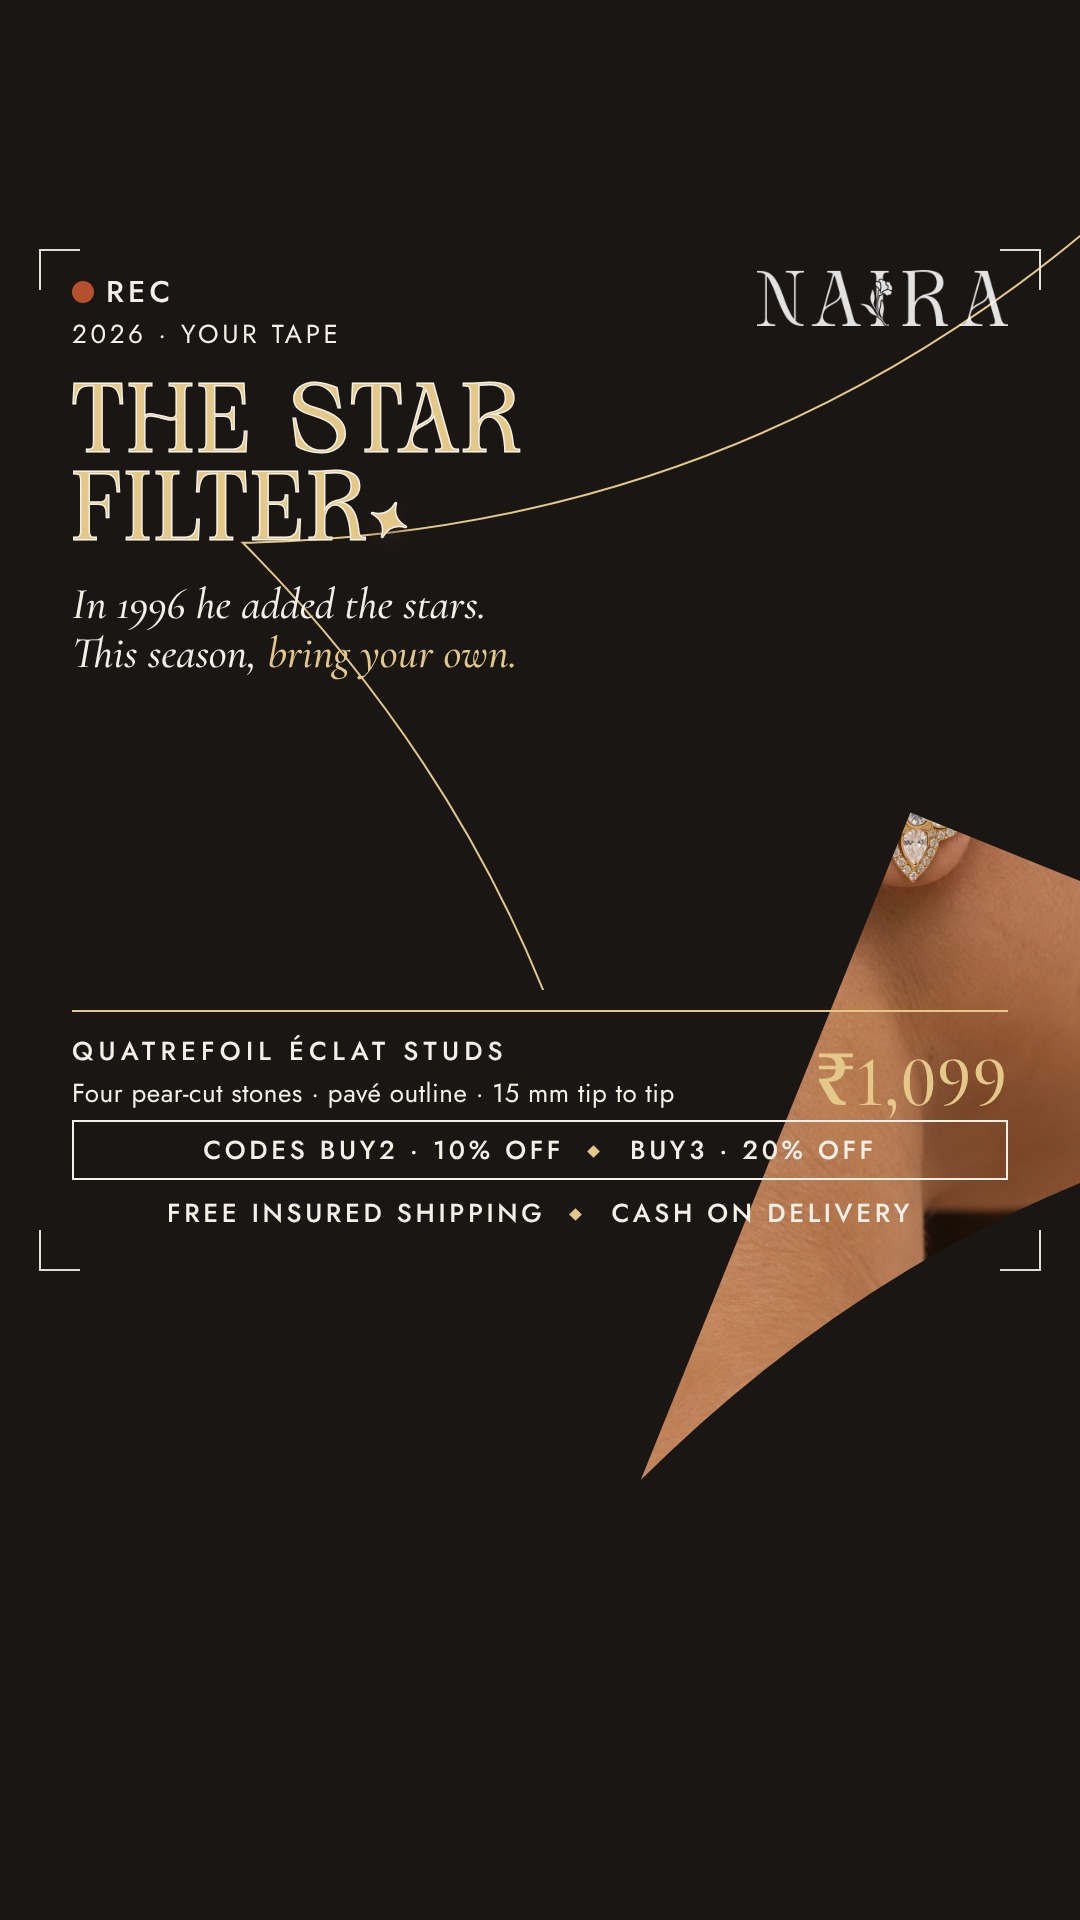 REC
NAIRA
2026 · YOUR TAPE
THE STAR
FILTER
In 1996 he added the stars.
This season, bring your own.
QUATREFOIL ÉCLAT STUDS
₹1,099
Four pear-cut stones · pavé outline · 15 mm tip to tip
CODES BUY2 · 10% OFF ◆ BUY3 · 20% OFF
FREE INSURED SHIPPING ◆ CASH ON DELIVERY